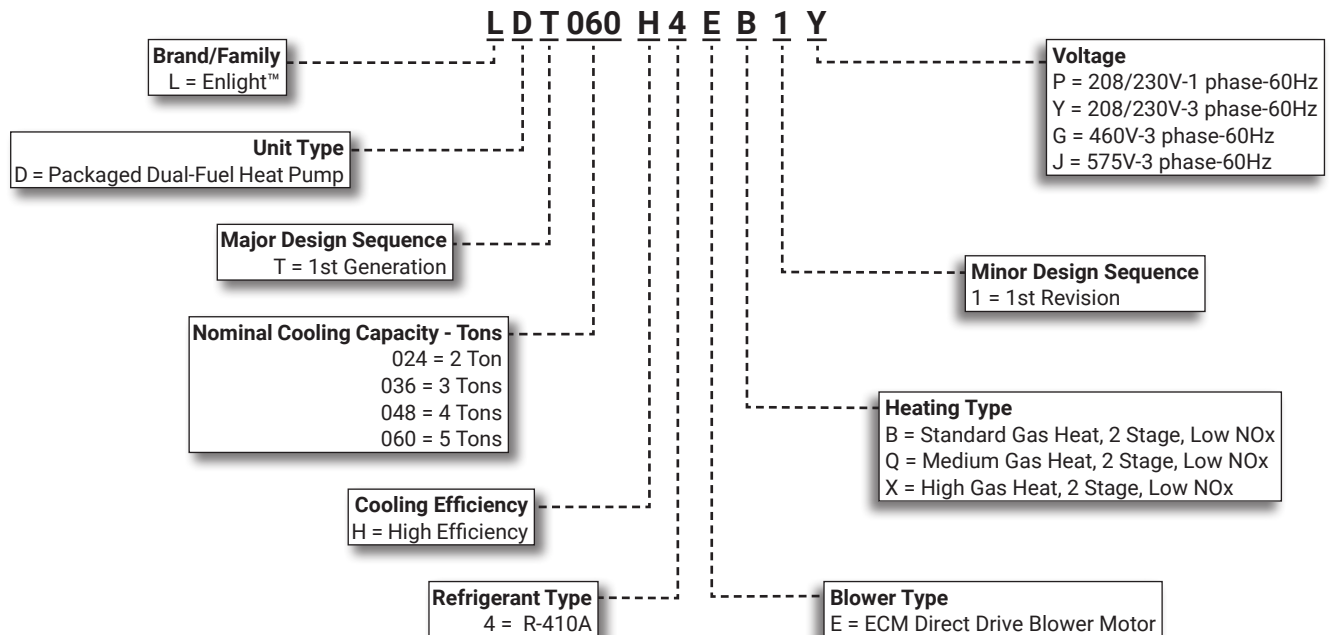 L D T 060 H 4 E B 1 Y
Brand/Family
L = Enlight™
Unit Type
D = Packaged Dual-Fuel Heat Pump
Major Design Sequence
T = 1st Generation
Nominal Cooling Capacity - Tons
024 = 2 Ton
036 = 3 Tons
048 = 4 Tons
060 = 5 Tons
Cooling Efficiency
H = High Efficiency
Refrigerant Type
4 = R-410A
Voltage
P = 208/230V-1 phase-60Hz
Y = 208/230V-3 phase-60Hz
G = 460V-3 phase-60Hz
J = 575V-3 phase-60Hz
Minor Design Sequence
1 = 1st Revision
Heating Type
B = Standard Gas Heat, 2 Stage, Low NOx
Q = Medium Gas Heat, 2 Stage, Low NOx
X = High Gas Heat, 2 Stage, Low NOx
Blower Type
E = ECM Direct Drive Blower Motor